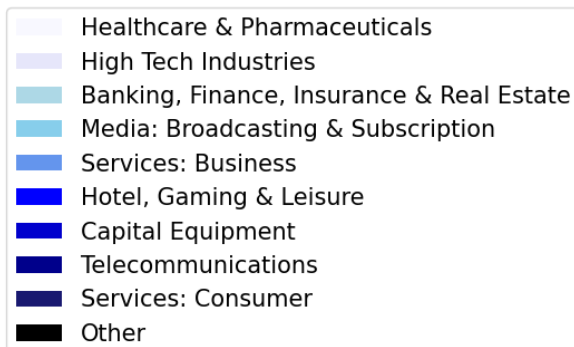 Healthcare & Pharmaceuticals
High Tech Industries
Banking, Finance, Insurance & Real Estate
Media: Broadcasting & Subscription
Services: Business
Hotel, Gaming & Leisure
Capital Equipment
Telecommunications
Services: Consumer
Other